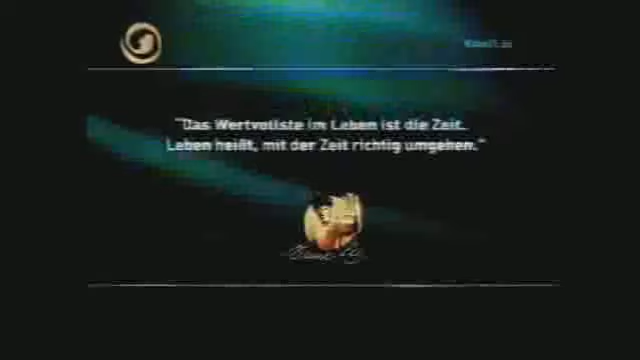 "Das Wertvollste im Leben ist die Zeit.
Leben heißt, mit der Zeit richtig umgehen."